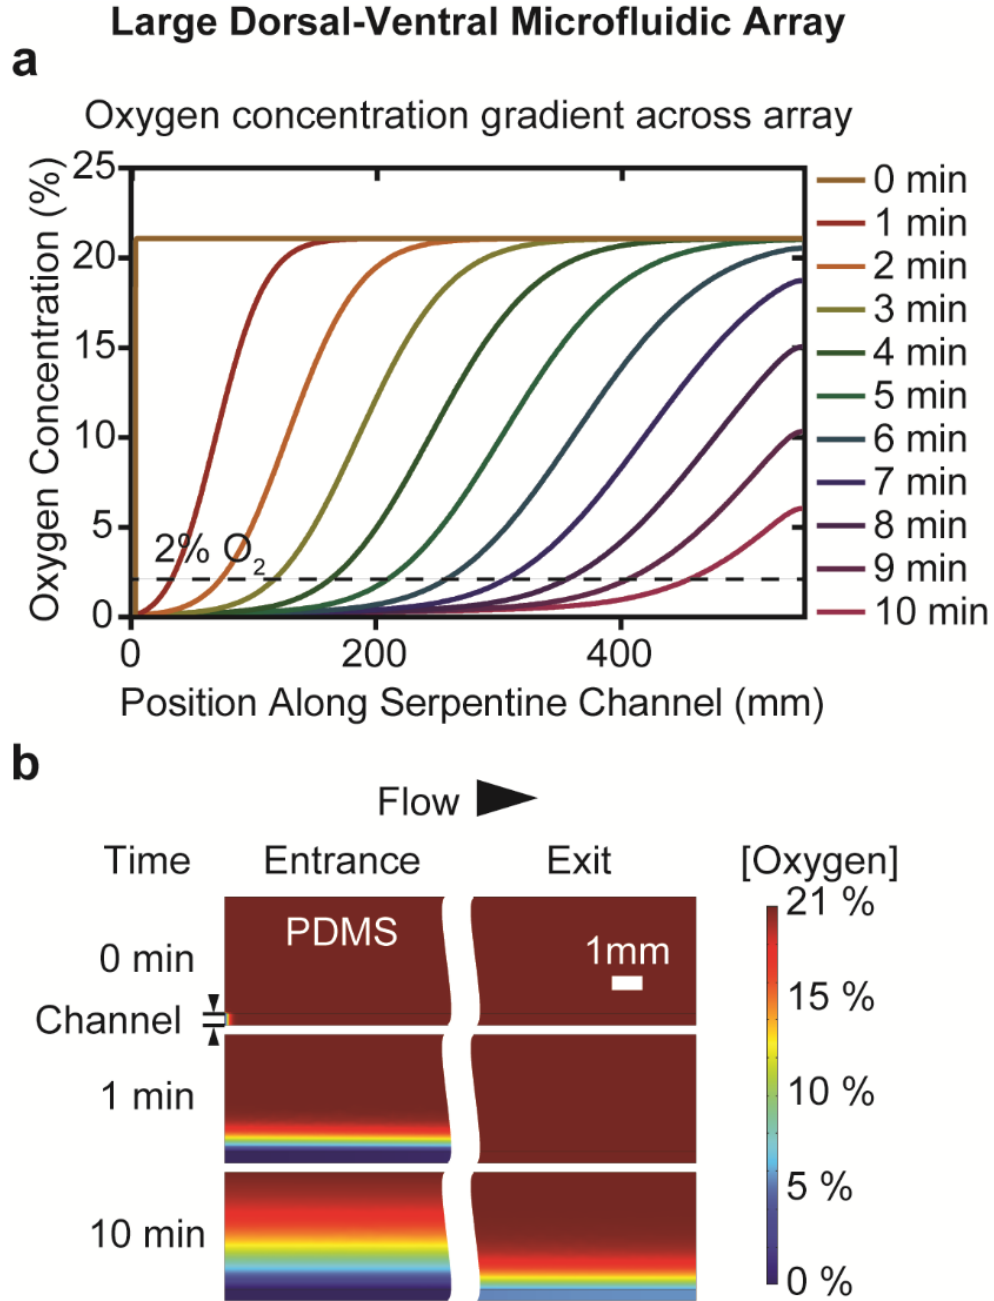 Large Dorsal-Ventral Microfluidic Array
a
Oxygen concentration gradient across array
Oxygen Concentration (%)
25
20
15
10
5
0
2% O2
0 200 400
Position Along Serpentine Channel (mm)
0 min
1 min
2 min
3 min
4 min
5 min
6 min
7 min
8 min
9 min
10 min
b
Flow
Time Entrance Exit [Oxygen]
0 min
PDMS
1mm
Channel
1 min
10 min
21 %
15 %
10 %
5 %
0 %